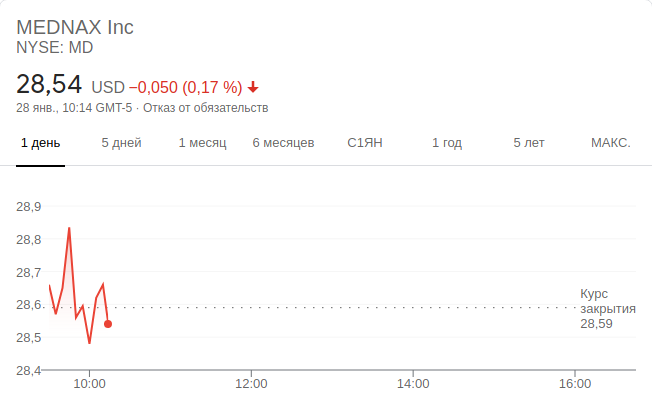 MEDNAX Inc
NYSE: MD
28,54 USD −0,050 (0,17 %)
28 янв., 10:14 GMT-5 · Отказ от обязательств
1 день 5 дней 1 месяц 6 месяцев С1ЯН 1 год 5 лет МАКС.
28,9
28,8
28,7
28,6
28,5
28,4
Курс
закрытия
28,59
10:00 12:00 14:00 16:00